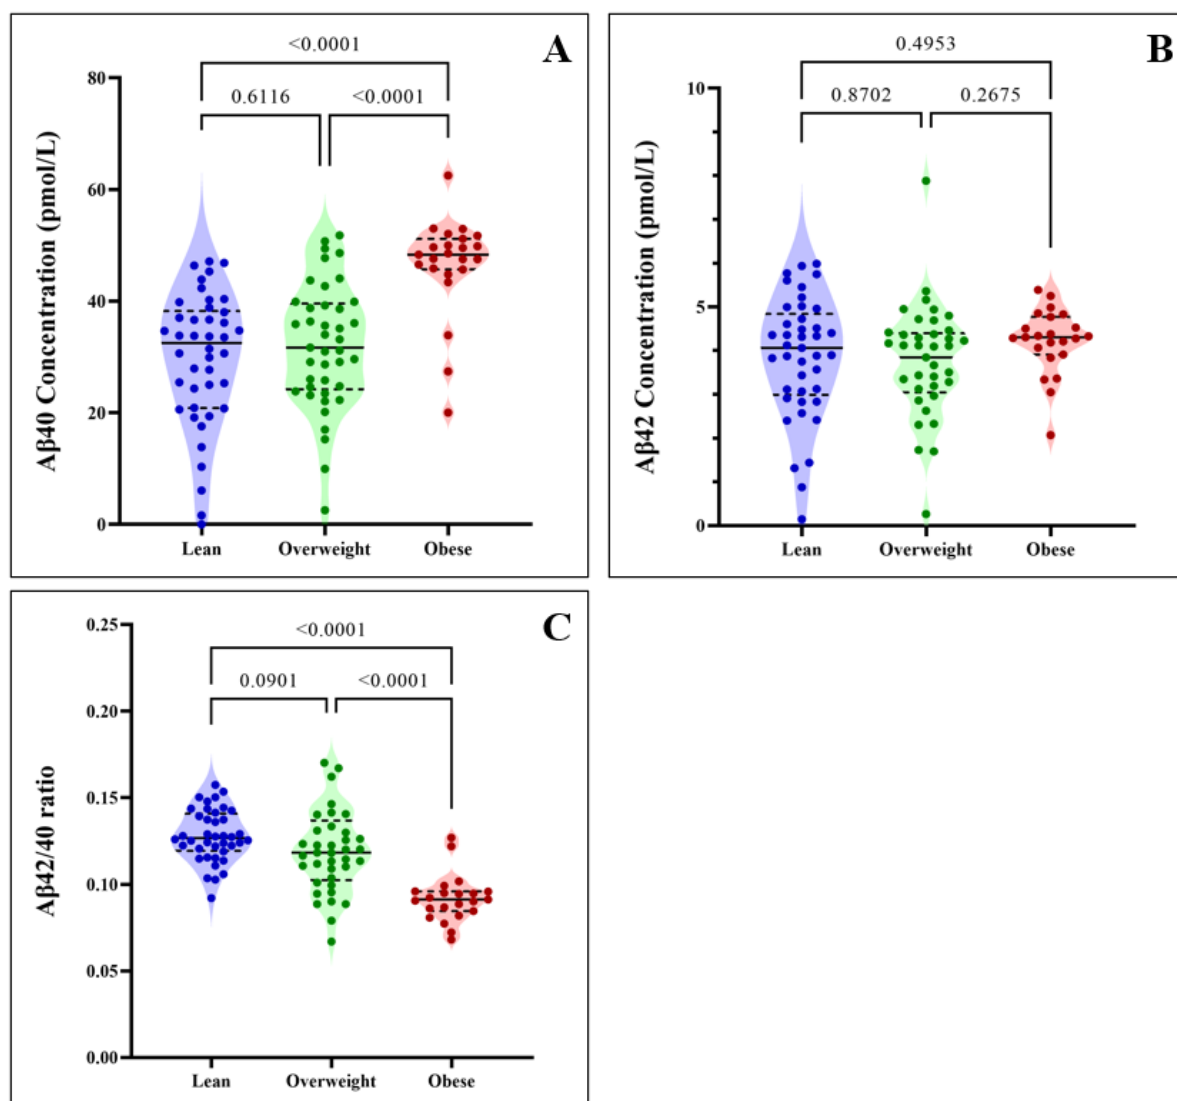 A
<0.0001
0.6116 <0.0001
Aβ40 Concentration (pmol/L)
80
60
40
20
0
Lean Overweight Obese
B
0.4953
0.8702 0.2675
Aβ42 Concentration (pmol/L)
10
5
0
Lean Overweight Obese
C
<0.0001
0.0901 <0.0001
Aβ42/40 ratio
0.25
0.20
0.15
0.10
0.05
0.00
Lean Overweight Obese